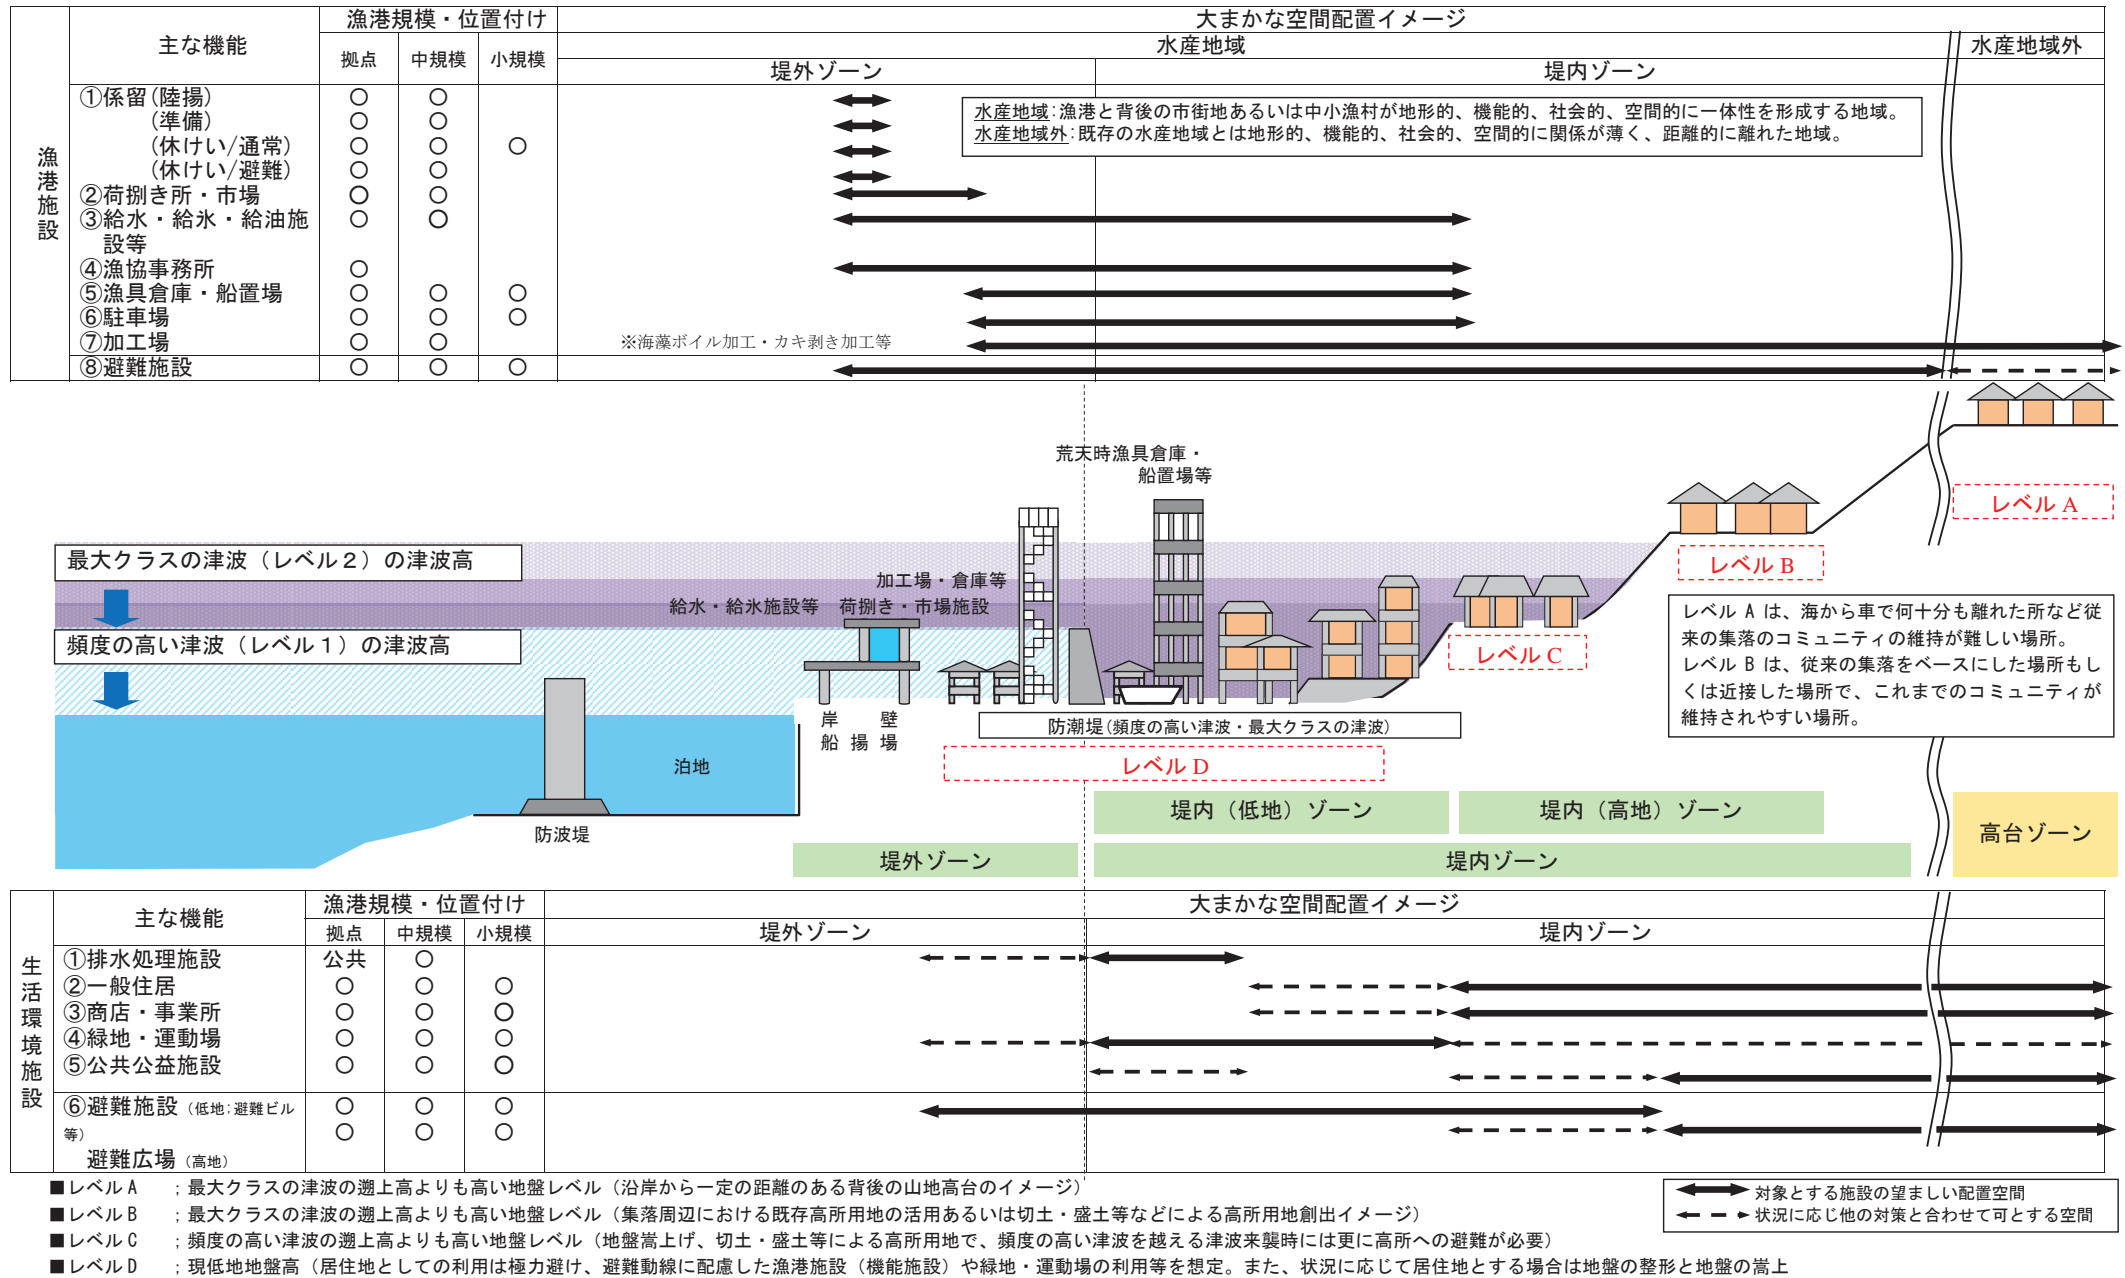 漁港施設
主な機能
漁港規模・位置付け
大まかな空間配置イメージ
拠点
中規模
小規模
水産地域
水産地域外
堤外ゾーン
堤内ゾーン
①係留(陸揚) ○ ○
(準備) ○ ○
(休けい/通常) ○ ○ ○
(休けい/避難) ○ ○
②荷捌き所・市場 ○ ○
③給水・給氷・給油施 ○ ○
設等
④漁協事務所 ○
⑤漁具倉庫・船置場 ○ ○ ○
⑥駐車場 ○ ○ ○
⑦加工場 ○ ○
※海藻ボイル加工・カキ剥き加工等
⑧避難施設 ○ ○ ○
水産地域:漁港と背後の市街地あるいは中小漁村が地形的、機能的、社会的、空間的に一体性を形成する地域。
水産地域外:既存の水産地域とは地形的、機能的、社会的、空間的に関係が薄く、距離的に離れた地域。
荒天時漁具倉庫・
船置場等
レベル A
最大クラスの津波（レベル２）の津波高
レベル B
加工場・倉庫等
給水・給氷施設等 荷捌き・市場施設
頻度の高い津波（レベル１）の津波高
レベル C
レベル A は、海から車で何十分も離れた所など従
来の集落のコミュニティの維持が難しい場所。
レベル B は、従来の集落をベースにした場所もし
くは近接した場所で、これまでのコミュニティが
維持されやすい場所。
岸 壁
船 揚 場
防潮堤(頻度の高い津波・最大クラスの津波)
泊地
レベル D
防波堤
堤内（低地）ゾーン
堤内（高地）ゾーン
高台ゾーン
堤外ゾーン
堤内ゾーン
生活環境施設
主な機能
漁港規模・位置付け
大まかな空間配置イメージ
拠点
中規模
小規模
堤外ゾーン
堤内ゾーン
①排水処理施設 公共 ○
②一般住居 ○ ○ ○
③商店・事業所 ○ ○ ○
④緑地・運動場 ○ ○ ○
⑤公共公益施設 ○ ○ ○
⑥避難施設（低地:避難ビル ○ ○ ○
等） ○ ○ ○
避難広場（高地）
■レベルA ；最大クラスの津波の遡上高よりも高い地盤レベル（沿岸から一定の距離のある背後の山地高台のイメージ）
■レベルB ；最大クラスの津波の遡上高よりも高い地盤レベル（集落周辺における既存高所用地の活用あるいは切土・盛土等などによる高所用地創出イメージ）
■レベルC ；頻度の高い津波の遡上高よりも高い地盤レベル（地盤嵩上げ、切土・盛土等による高所用地で、頻度の高い津波を越える津波来襲時には更に高所への避難が必要）
■レベルD ；現低地地盤高（居住地としての利用は極力避け、避難動線に配慮した漁港施設（機能施設）や緑地・運動場の利用等を想定。また、状況に応じて居住地とする場合は地盤の整形と地盤の嵩上
対象とする施設の望ましい配置空間
状況に応じ他の対策と合わせて可とする空間